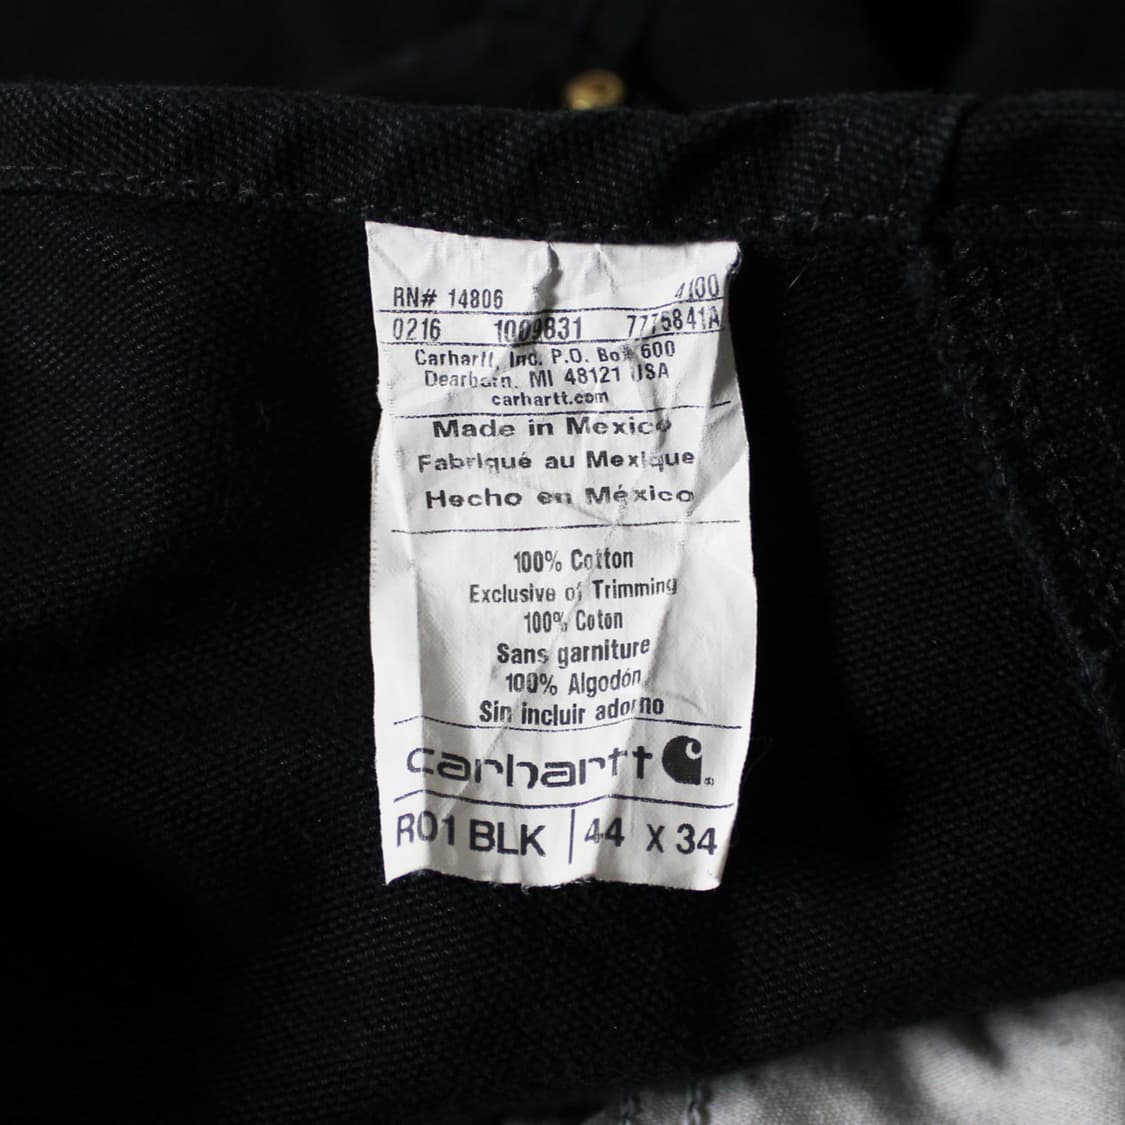 RN# 14806 4100
0216 1009831 7775841A
Carhartt, Inc. P.O. Box 600
Dearborn, MI 48121 USA
carhartt.com
Made in Mexico
Fabriqué au Mexique
Hecho en México
100% Cotton
Exclusive of Trimming
100% Coton
Sans garniture
100% Algodón
Sin incluir adorno
carhartt
R01 BLK | 44 X 34